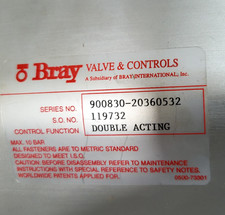 Bray VALVE & CONTROLS
A Subsidiary of BRAY INTERNATIONAL, Inc.
SERIES NO. 900830-20360532
S.O. NO. 119732
CONTROL FUNCTION DOUBLE ACTING
MAX. 10 BAR
ALL FASTENERS ARE TO METRIC STANDARD
DESIGNED TO MEET I.S.O.
CAUTION: BEFORE DISASSEMBLY REFER TO MAINTENANCE
INSTRUCTIONS WITH SPECIAL REFERENCE TO SAFETY NOTES.
WORLDWIDE PATENTS APPLIED FOR.